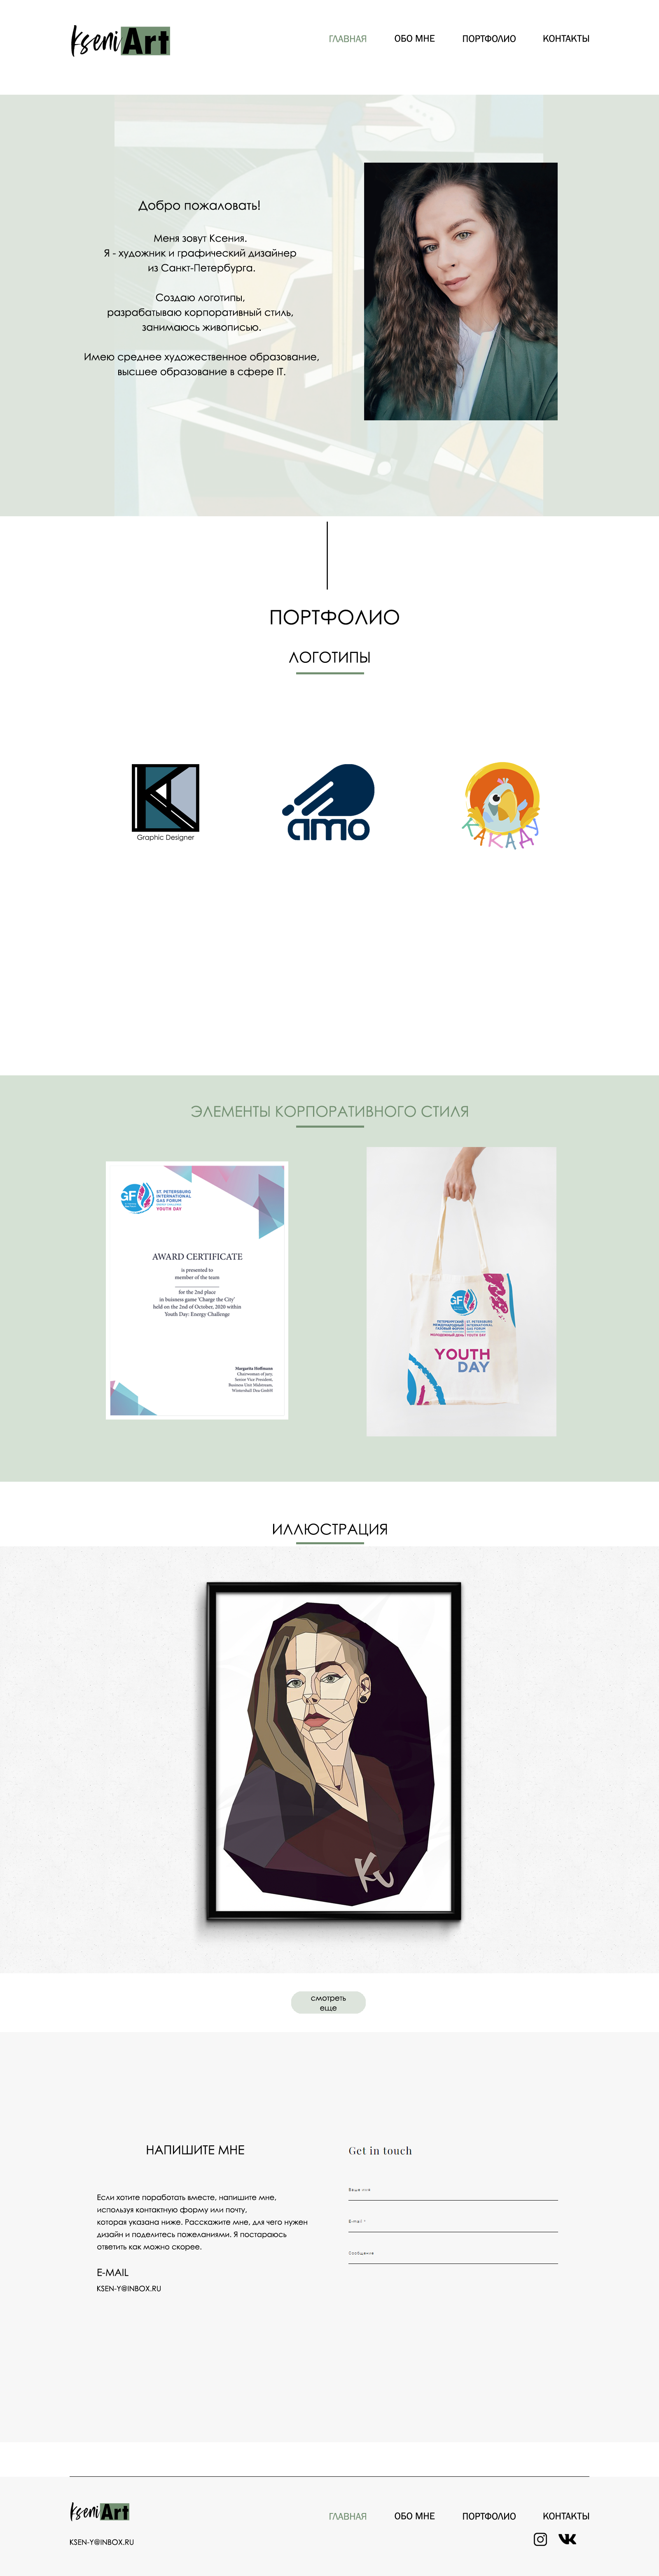 KseniArt
ГЛАВНАЯ ОБО МНЕ ПОРТФОЛИО КОНТАКТЫ
Добро пожаловать!
Меня зовут Ксения.
Я - художник и графический дизайнер
из Санкт-Петербурга.
Создаю логотипы,
разрабатываю корпоративный стиль,
занимаюсь живописью.
Имею среднее художественное образование,
высшее образование в сфере IT.
ПОРТФОЛИО
ЛОГОТИПЫ
Graphic Designer
amo
КАКАДУ
ЭЛЕМЕНТЫ КОРПОРАТИВНОГО СТИЛЯ
GF
ST. PETERSBURG
INTERNATIONAL
GAS FORUM
YOUTH DAY
AWARD CERTIFICATE
is presented to
member of the team
for the 2nd place
in buisness game 'Charge the City'
held on the 2nd of October, 2020 within
Youth Day: Energy Challenge
Margarita Hoffmann
Chairwoman of jury,
Senior Vice President,
Business Unit Midstream,
Wintershall Dea GmbH
GF
ПЕТЕРБУРГСКИЙ
МЕЖДУНАРОДНЫЙ
ГАЗОВЫЙ ФОРУМ
МОЛОДЕЖНЫЙ ДЕНЬ
ST. PETERSBURG
INTERNATIONAL
GAS FORUM
YOUTH DAY
YOUTH
DAY
ИЛЛЮСТРАЦИЯ
смотреть
еще
НАПИШИТЕ МНЕ
Если хотите поработать вместе, напишите мне,
используя контактную форму или почту,
которая указана ниже. Расскажите мне, для чего нужен
дизайн и поделитесь пожеланиями. Я постараюсь
ответить как можно скорее.
E-MAIL
KSEN-Y@INBOX.RU
Get in touch
Ваше имя
E-mail *
Сообщение
KseniArt
KSEN-Y@INBOX.RU
ГЛАВНАЯ ОБО МНЕ ПОРТФОЛИО КОНТАКТЫ